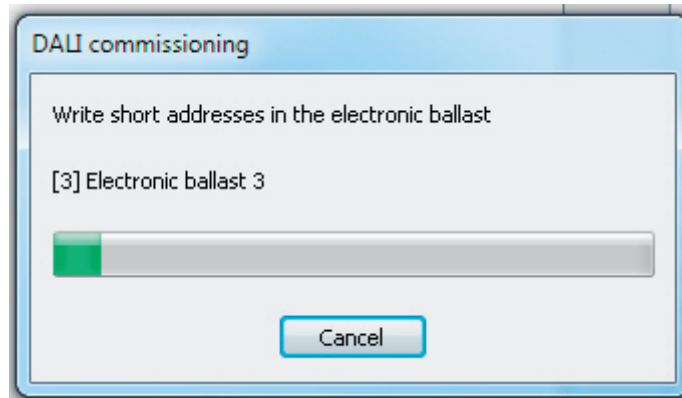 DALI commissioning
Write short addresses in the electronic ballast
[3] Electronic ballast 3
Cancel